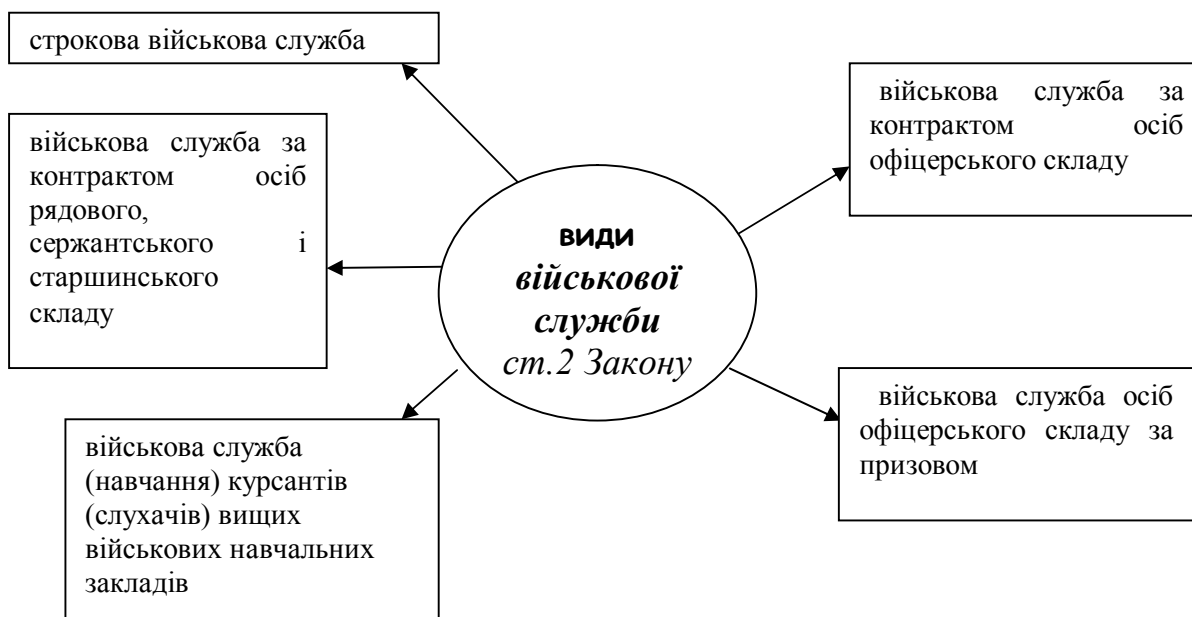 строкова військова служба
військова служба за
контрактом осіб
рядового,
сержантського і
старшинського
складу
військова служба
(навчання) курсантів
(слухачів) вищих
військових навчальних
закладів
види
військової
служби
ст.2 Закону
військова служба за
контрактом осіб
офіцерського складу
військова служба осіб
офіцерського складу за
призовом